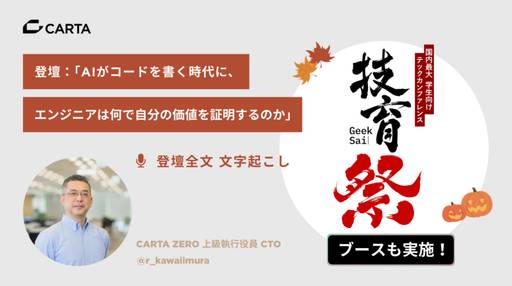 CARTA
登壇：「AIがコードを書く時代に、
エンジニアは何で自分の価値を証明するのか」
登壇全文 文字起こし
CARTA ZERO 上級執行役員 CTO
@r_kawaiimura
国内最大 学生向け
テックカンファレンス
技育祭
Geek
Sai
ブースも実施！